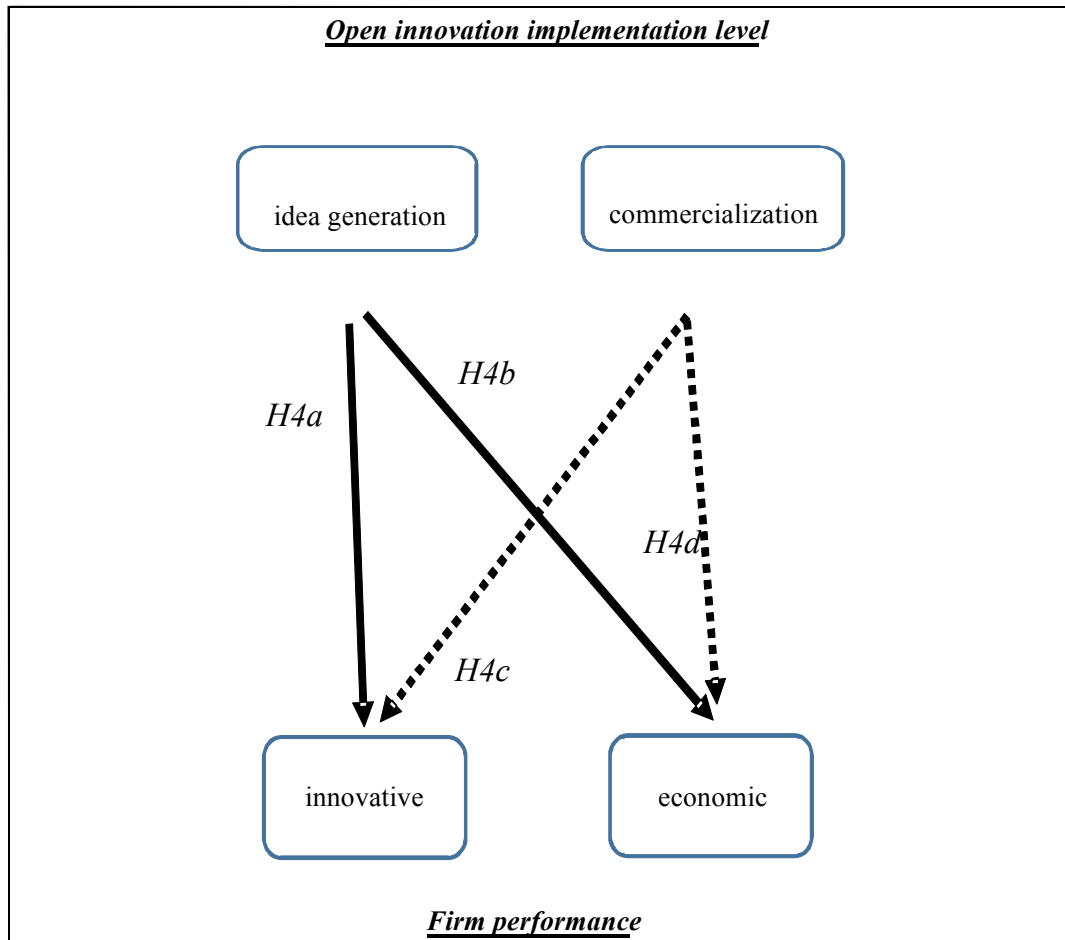 Open innovation implementation level
idea generation
commercialization
H4b
H4a
H4d
H4c
innovative
economic
Firm performance